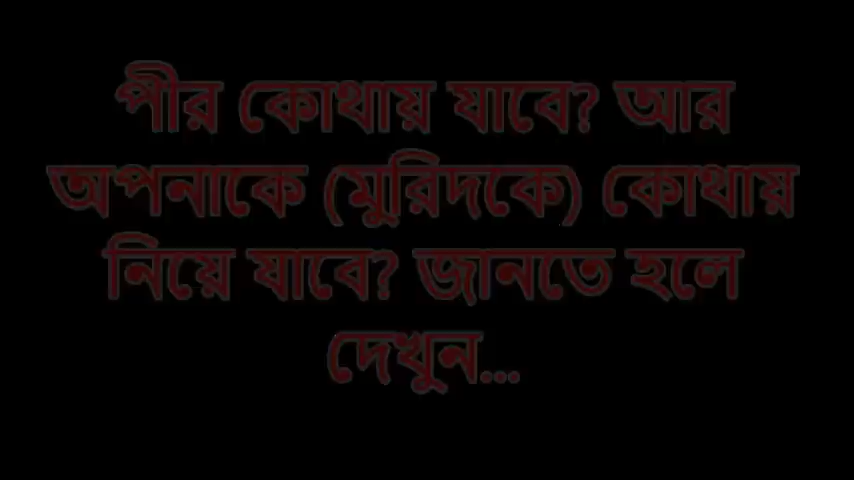 পীর কোথায় যাবে? আর
অপনাকে (মুরিদকে) কোথায়
নিয়ে যাবে? জানতে হলে
দেখুন...